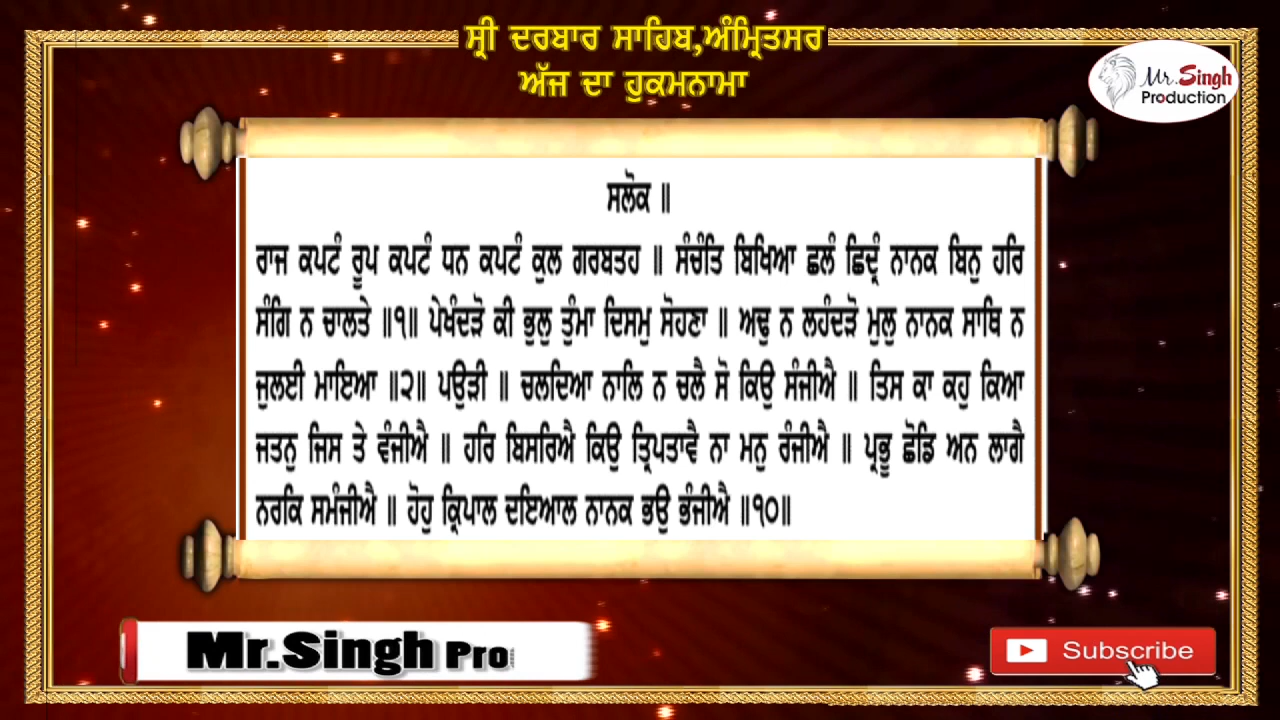 ਸ੍ਰੀ ਦਰਬਾਰ ਸਾਹਿਬ,ਅੰਮ੍ਰਿਤਸਰ
ਅੱਜ ਦਾ ਹੁਕਮਨਾਮਾ
Mr.Singh
Production
ਸਲੋਕ ॥
ਰਾਜ ਕਪਟੰ ਰੂਪ ਕਪਟੰ ਧਨ ਕਪਟੰ ਕੁਲ ਗਰਬਤਹ ॥ ਸੰਚੰਤਿ ਬਿਖਿਆ ਛਲੰ ਛਿਦ੍ਰੰ ਨਾਨਕ ਬਿਨੁ ਹਰਿ
ਸੰਗਿ ਨ ਚਾਲਤੇ ॥੧॥ ਪੇਖੰਦੜੋ ਕੀ ਭੁਲੁ ਤੁੰਮਾ ਦਿਸਮੁ ਸੋਹਣਾ ॥ ਅਢੁ ਨ ਲਹੰਦੜੋ ਮੁਲੁ ਨਾਨਕ ਸਾਥਿ ਨ
ਜੁਲਈ ਮਾਇਆ ॥੨॥ ਪਉੜੀ ॥ ਚਲਦਿਆ ਨਾਲਿ ਨ ਚਲੈ ਸੋ ਕਿਉ ਸੰਜੀਐ ॥ ਤਿਸ ਕਾ ਕਹੁ ਕਿਆ
ਜਤਨੁ ਜਿਸ ਤੇ ਵੰਜੀਐ ॥ ਹਰਿ ਬਿਸਰਿਐ ਕਿਉ ਤ੍ਰਿਪਤਾਵੈ ਨਾ ਮਨੁ ਰੰਜੀਐ ॥ ਪ੍ਰਭੂ ਛੋਡਿ ਅਨ ਲਾਗੈ
ਨਰਕਿ ਸਮੰਜੀਐ ॥ ਹੋਹੁ ਕ੍ਰਿਪਾਲ ਦਇਆਲ ਨਾਨਕ ਭਉ ਭੰਜੀਐ ॥੧੦॥
Mr.Singh Pro
Subscribe